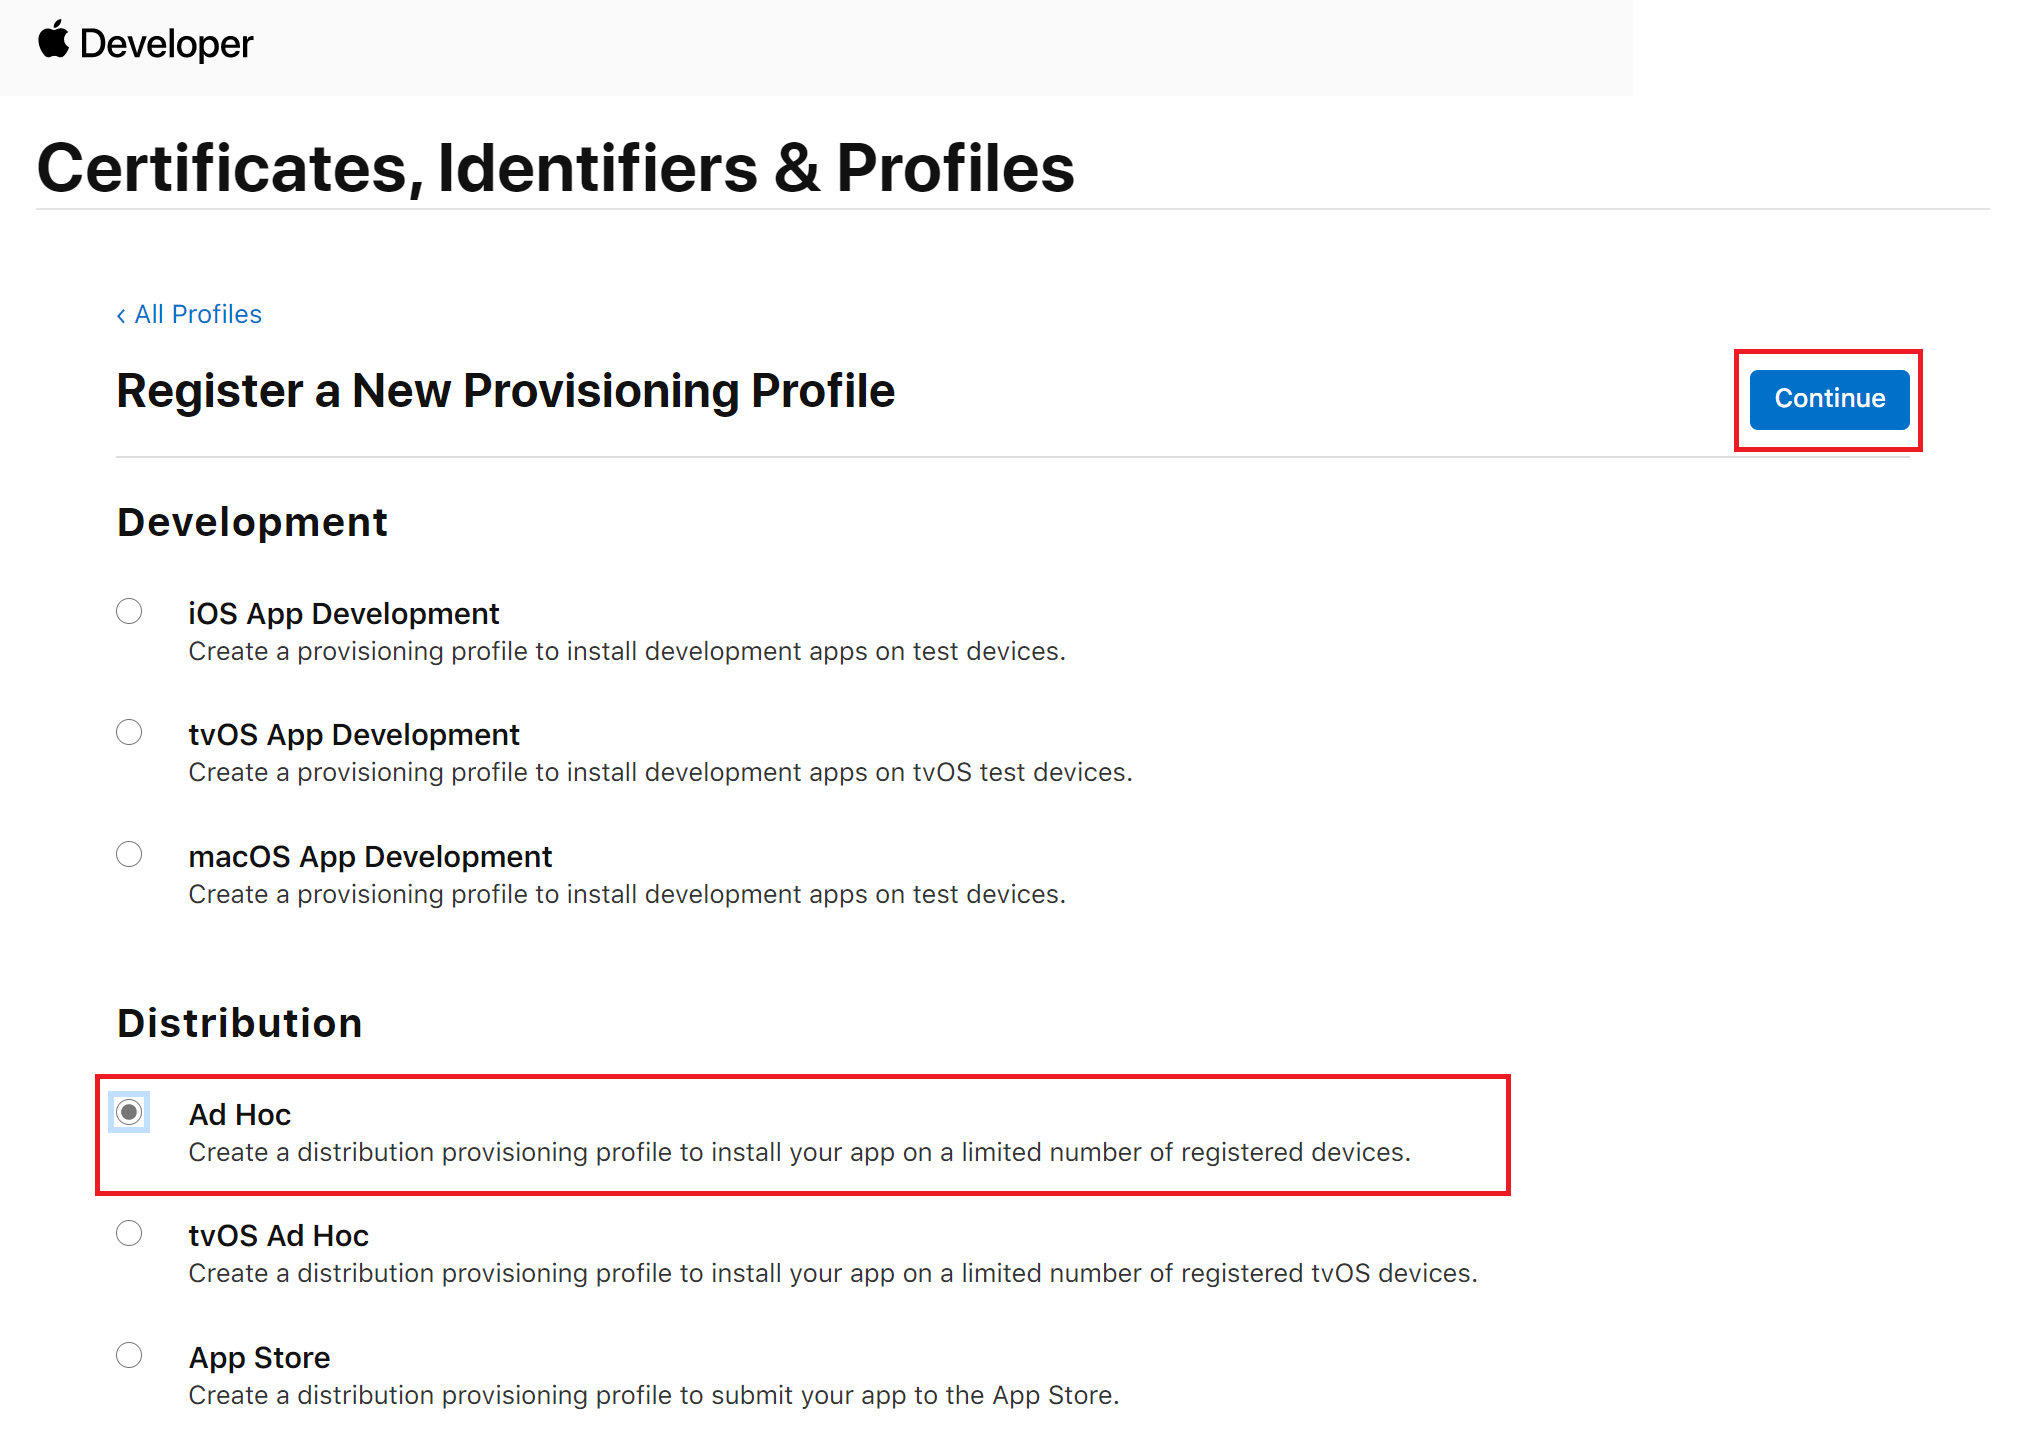 Developer
Certificates, Identifiers & Profiles
‹ All Profiles
Register a New Provisioning Profile
Continue
Development
iOS App Development
Create a provisioning profile to install development apps on test devices.
tvOS App Development
Create a provisioning profile to install development apps on tvOS test devices.
macOS App Development
Create a provisioning profile to install development apps on test devices.
Distribution
Ad Hoc
Create a distribution provisioning profile to install your app on a limited number of registered devices.
tvOS Ad Hoc
Create a distribution provisioning profile to install your app on a limited number of registered tvOS devices.
App Store
Create a distribution provisioning profile to submit your app to the App Store.